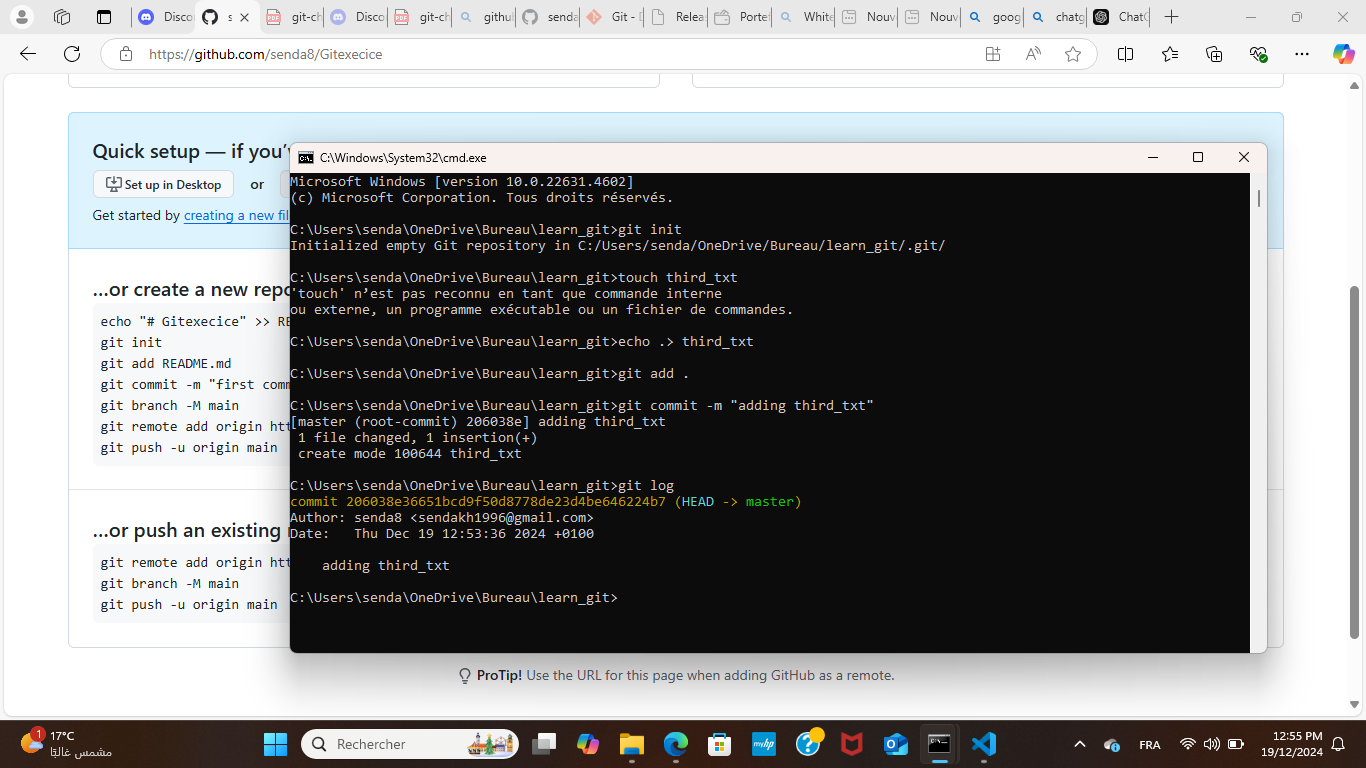 Disco
s
git-ch
Disco
git-ch
githu
senda
Git - D
Relea
Portef
White
Nouv
Nouv
goog
chatg
ChatG
https://github.com/senda8/Gitexecice
Quick setup — if you'v
Set up in Desktop or
Get started by creating a new fil
…or create a new repo
echo "# Gitexecice" >> RE
git init
git add README.md
git commit -m "first comm
git branch -M main
git remote add origin htt
git push -u origin main
…or push an existing
git remote add origin htt
git branch -M main
git push -u origin main
C:\Windows\System32\cmd.exe
Microsoft Windows [version 10.0.22631.4602]
(c) Microsoft Corporation. Tous droits réservés.
C:\Users\senda\OneDrive\Bureau\learn_git>git init
Initialized empty Git repository in C:/Users/senda/OneDrive/Bureau/learn_git/.git/
C:\Users\senda\OneDrive\Bureau\learn_git>touch third_txt
'touch' n’est pas reconnu en tant que commande interne
ou externe, un programme exécutable ou un fichier de commandes.
C:\Users\senda\OneDrive\Bureau\learn_git>echo .> third_txt
C:\Users\senda\OneDrive\Bureau\learn_git>git add .
C:\Users\senda\OneDrive\Bureau\learn_git>git commit -m "adding third_txt"
[master (root-commit) 206038e] adding third_txt
1 file changed, 1 insertion(+)
create mode 100644 third_txt
C:\Users\senda\OneDrive\Bureau\learn_git>git log
commit 206038e36651bcd9f50d8778de23d4be646224b7 (HEAD -> master)
Author: senda8 <sendakh1996@gmail.com>
Date:   Thu Dec 19 12:53:36 2024 +0100
adding third_txt
C:\Users\senda\OneDrive\Bureau\learn_git>
ProTip! Use the URL for this page when adding GitHub as a remote.
1
17°C
مشمس غالبًا
Rechercher
myhp
FRA
12:55 PM
19/12/2024